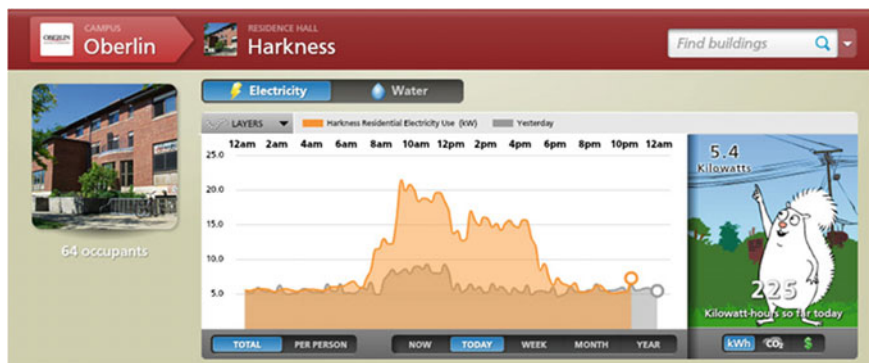 OBERLIN
CAMPUS
Oberlin
RESIDENCE HALL
Harkness
Find buildings
Electricity
Water
LAYERS
Harkness Residential Electricity Use (kW)
Yesterday
12am 2am 4am 6am 8am 10am 12pm 2pm 4pm 6pm 8pm 10pm 12am
25.0
20.0
15.0
10.0
5.0
5.4
Kilowatts
225
Kilowatt-hours so far today
64 occupants
TOTAL PER PERSON NOW TODAY WEEK MONTH YEAR
kWh CO₂ $